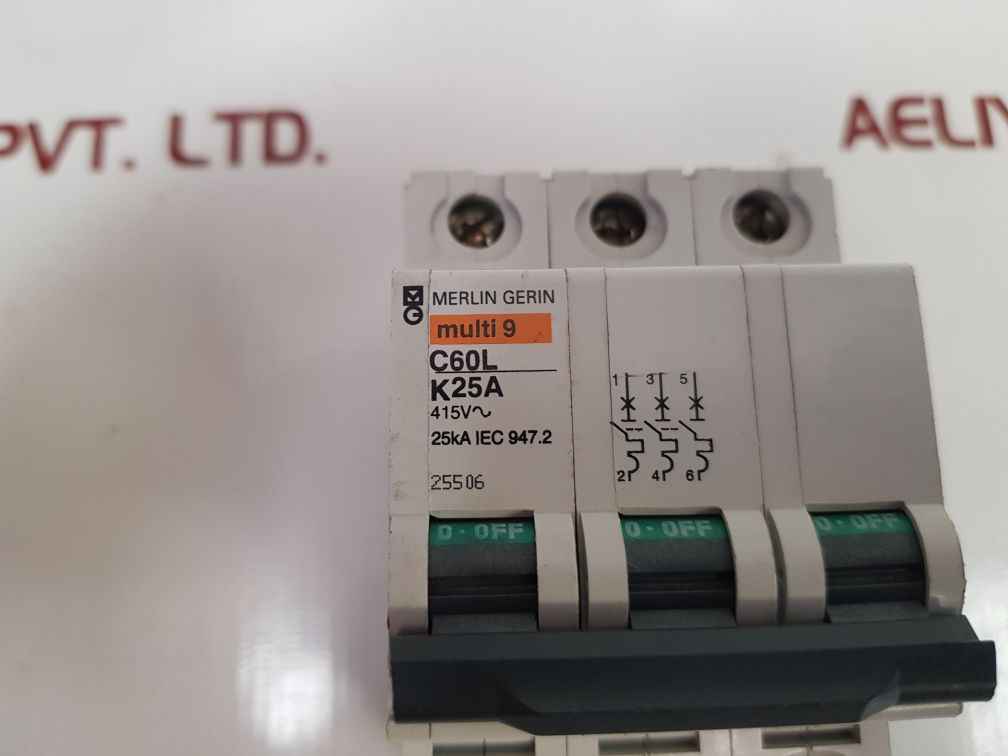 PVT. LTD.
AELIY
MERLIN GERIN
multi 9
C60L
K25A
415V~
25kA IEC 947.2
25506
1 3 5
2 4 6
O·OFF O·OFF O·OFF